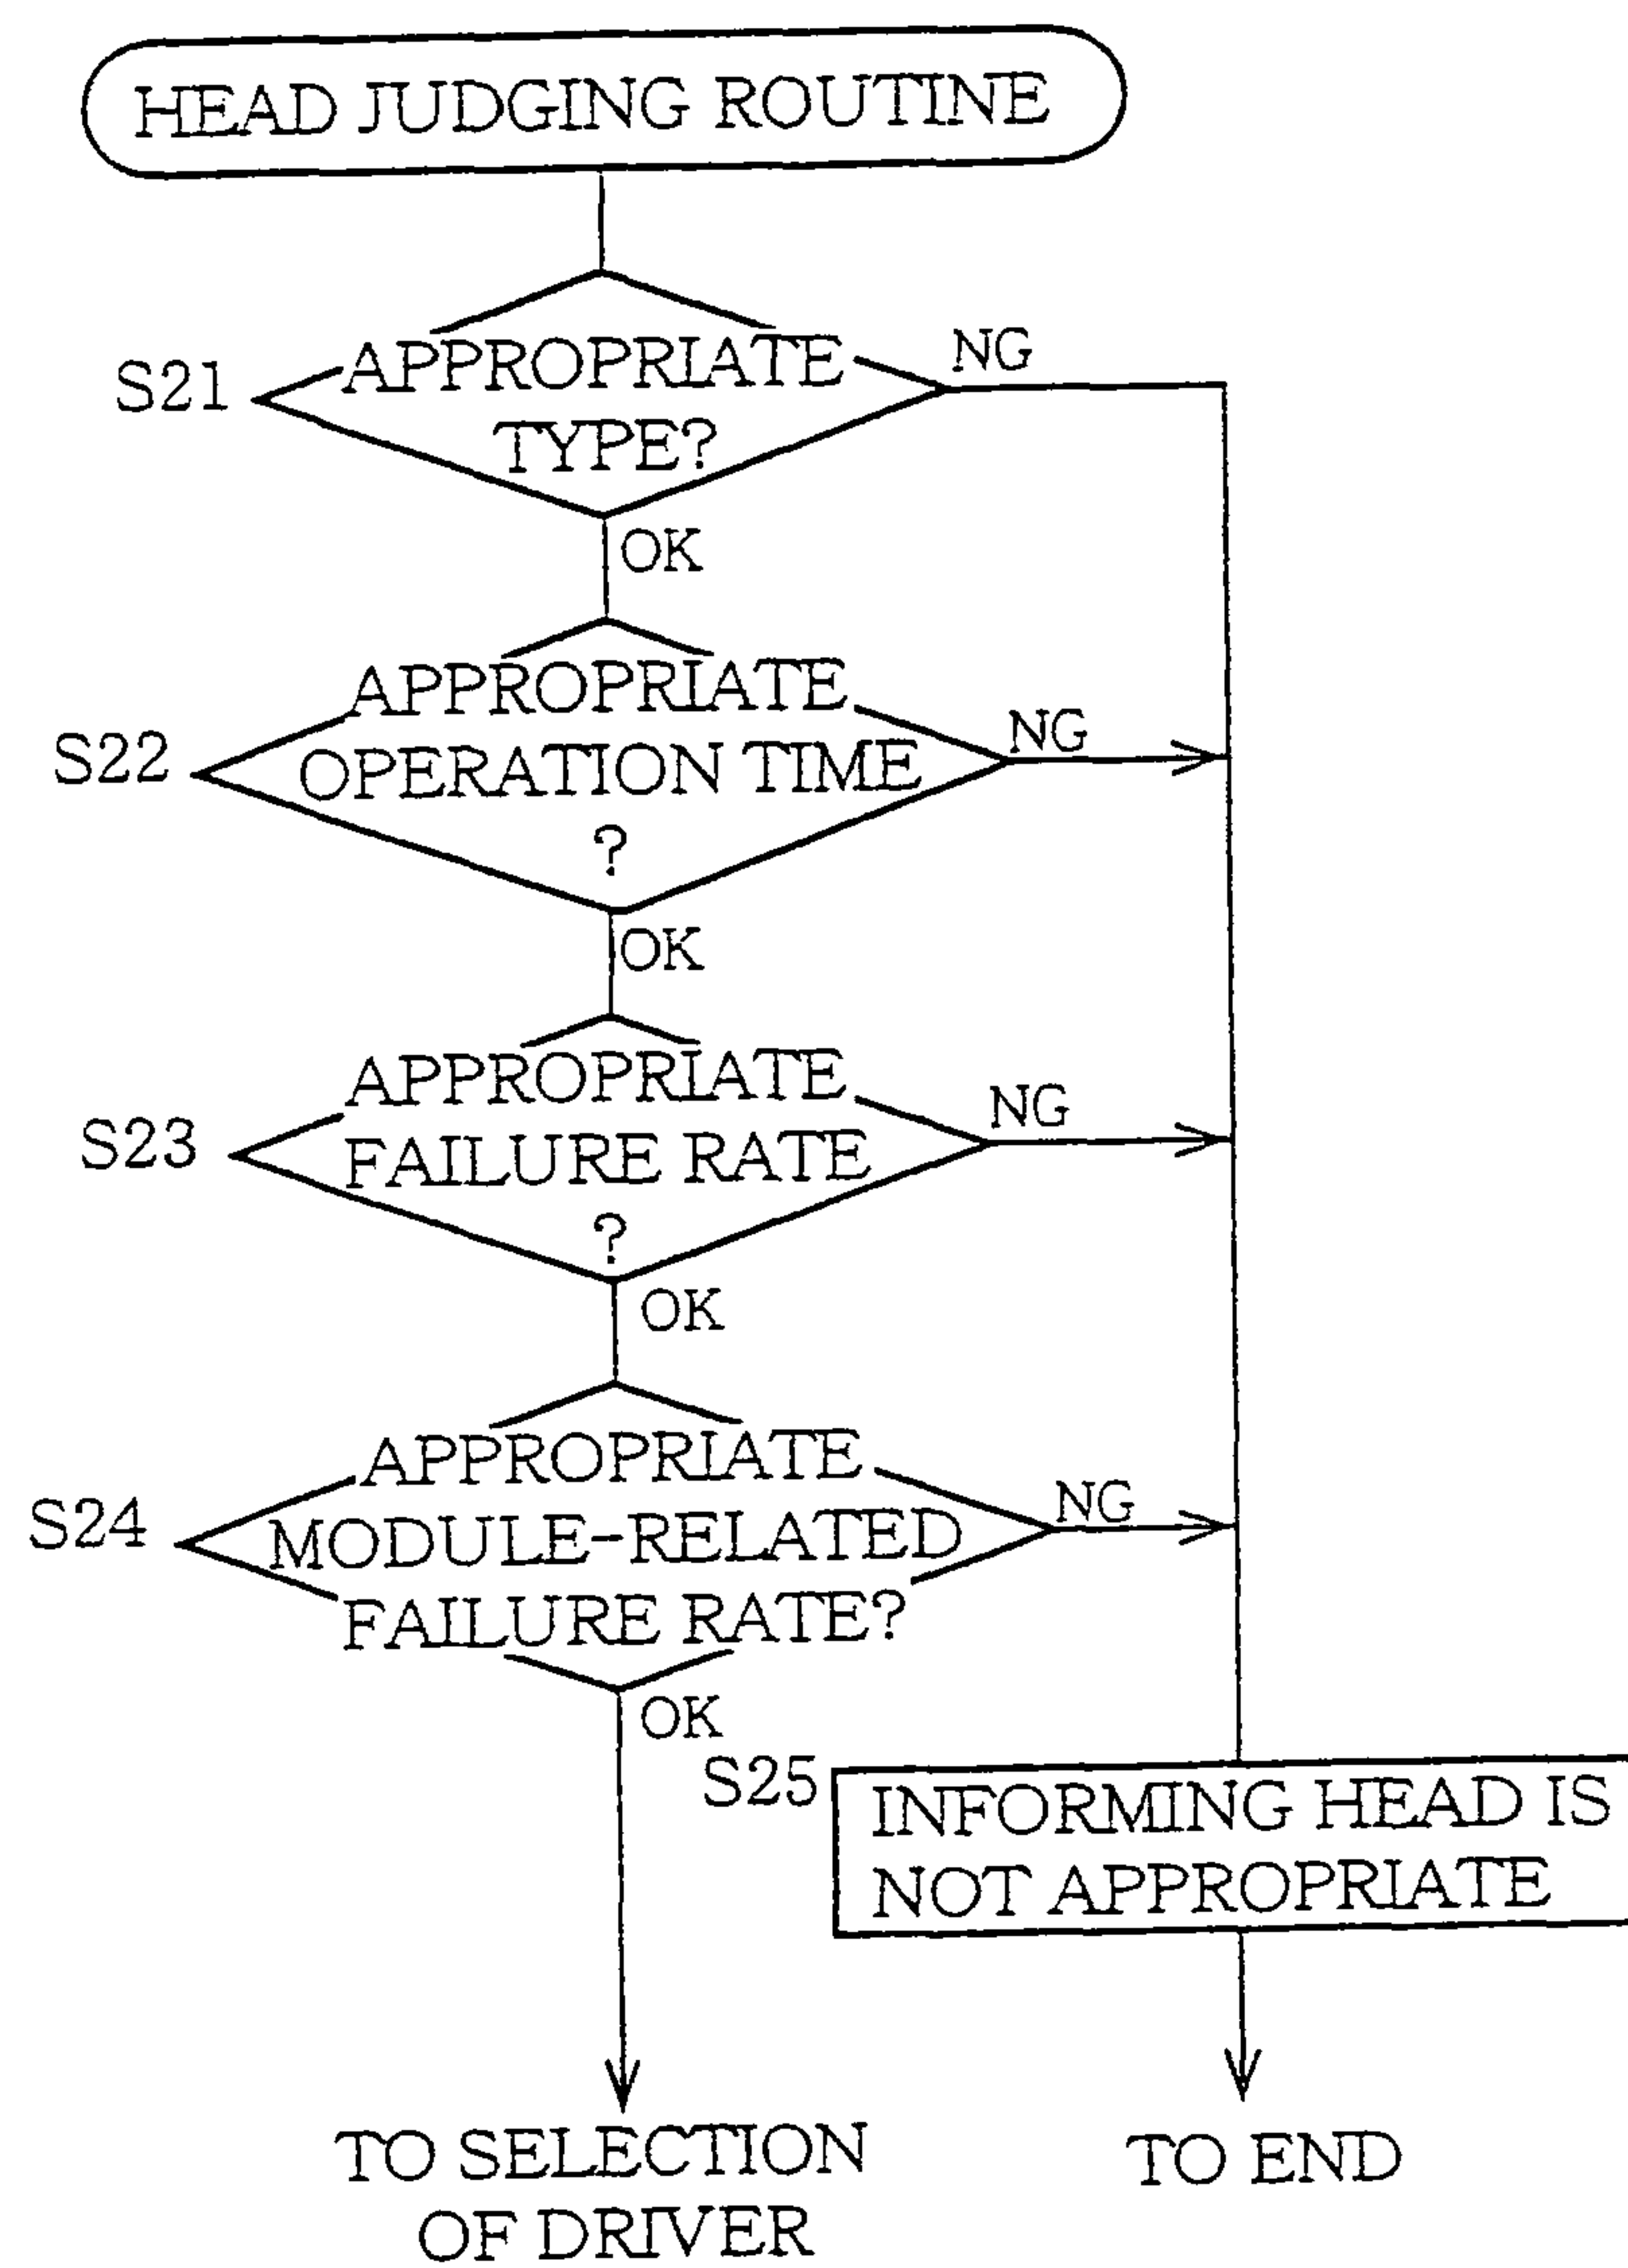 HEAD JUDGING ROUTINE
S21
APPROPRIATE
TYPE?
NG
OK
S22
APPROPRIATE
OPERATION TIME
?
NG
OK
S23
APPROPRIATE
FAILURE RATE
?
NG
OK
S24
APPROPRIATE
MODULE-RELATED
FAILURE RATE?
NG
OK
S25
INFORMING HEAD IS
NOT APPROPRIATE
TO SELECTION
OF DRIVER
TO END